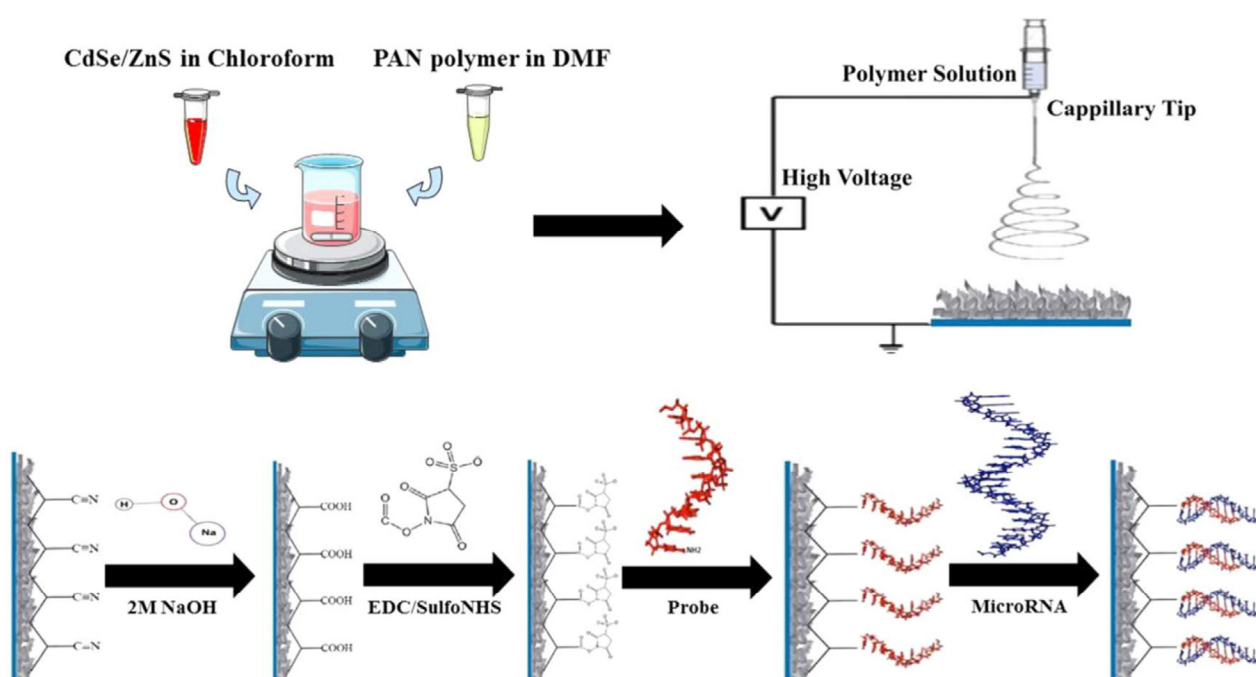 CdSe/ZnS in Chloroform
PAN polymer in DMF
Polymer Solution
Cappillary Tip
High Voltage
V
C≡N
C≡N
C≡N
C=N
H
O
Na
2M NaOH
COOH
COOH
COOH
COOH
O
O
O
S
O
O
C
O
N
O
EDC/SulfoNHS
NH2
Probe
MicroRNA